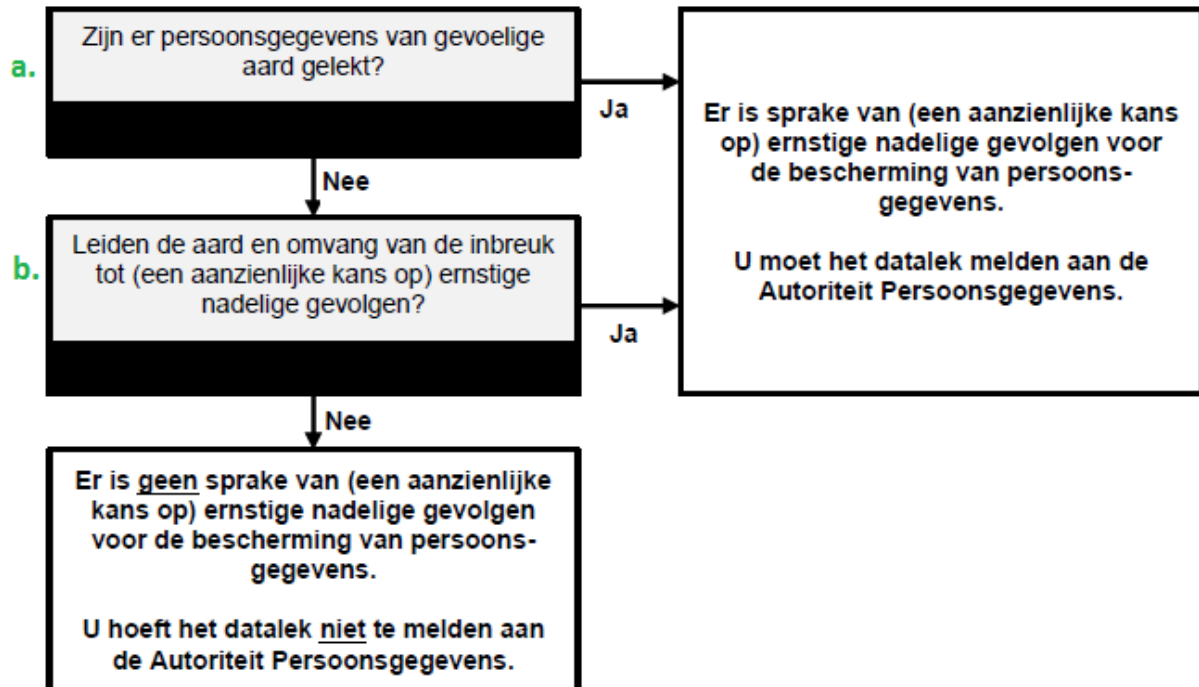 a.
Zijn er persoonsgegevens van gevoelige
aard gelekt?
Ja
Er is sprake van (een aanzienlijke kans
op) ernstige nadelige gevolgen voor
de bescherming van persoons-
gegevens.
U moet het datalek melden aan de
Autoriteit Persoonsgegevens.
Nee
b.
Leiden de aard en omvang van de inbreuk
tot (een aanzienlijke kans op) ernstige
nadelige gevolgen?
Ja
Nee
Er is geen sprake van (een aanzienlijke
kans op) ernstige nadelige gevolgen
voor de bescherming van persoons-
gegevens.
U hoeft het datalek niet te melden aan
de Autoriteit Persoonsgegevens.